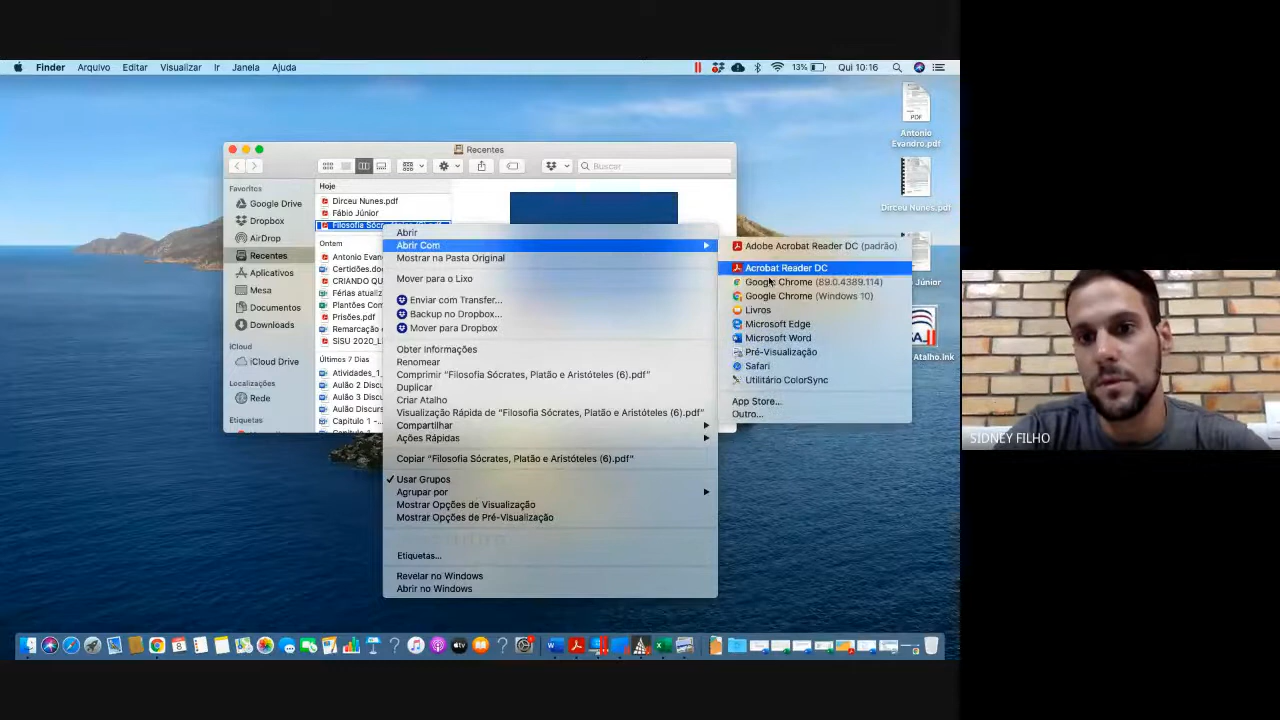 Finder Arquivo Editar Visualizar Ir Janela Ajuda
13% Qui 10:16
Antonio
Evandro.pdf
Dirceu Nunes.pdf
Júnior
Atalho.lnk
Recentes
Buscar
Favoritos
Google Drive
Dropbox
AirDrop
Recentes
Aplicativos
Mesa
Documentos
Downloads
iCloud
iCloud Drive
Localizações
Rede
Etiquetas
Hoje
Dirceu Nunes.pdf
Fábio Júnior
Ontem
Antonio Evan
Certidões.do
CRIANDO QU
Férias atualiz
Plantões Com
Prisões.pdf
Remarcação
SiSU 2020_L
Últimos 7 Dias
Atividades_1_
Aulão 2 Discu
Aulão 3 Discu
Aulão Discurs
Capítulo 1 -...
Abrir
Abrir Com
Mostrar na Pasta Original
Mover para o Lixo
Enviar com Transfer...
Backup no Dropbox...
Mover para Dropbox
Obter Informações
Renomear
Comprimir “Filosofia Sócrates, Platão e Aristóteles (6).pdf”
Duplicar
Criar Atalho
Visualização Rápida de “Filosofia Sócrates, Platão e Aristóteles (6).pdf”
Compartilhar
Ações Rápidas
Copiar “Filosofia Sócrates, Platão e Aristóteles (6).pdf”
Usar Grupos
Agrupar por
Mostrar Opções de Visualização
Mostrar Opções de Pré-Visualização
Etiquetas...
Revelar no Windows
Abrir no Windows
Adobe Acrobat Reader DC (padrão)
Acrobat Reader DC
Google Chrome (89.0.4389.114)
Google Chrome (Windows 10)
Livros
Microsoft Edge
Microsoft Word
Pré-Visualização
Safari
Utilitário ColorSync
App Store...
Outro...
SIDNEY FILHO